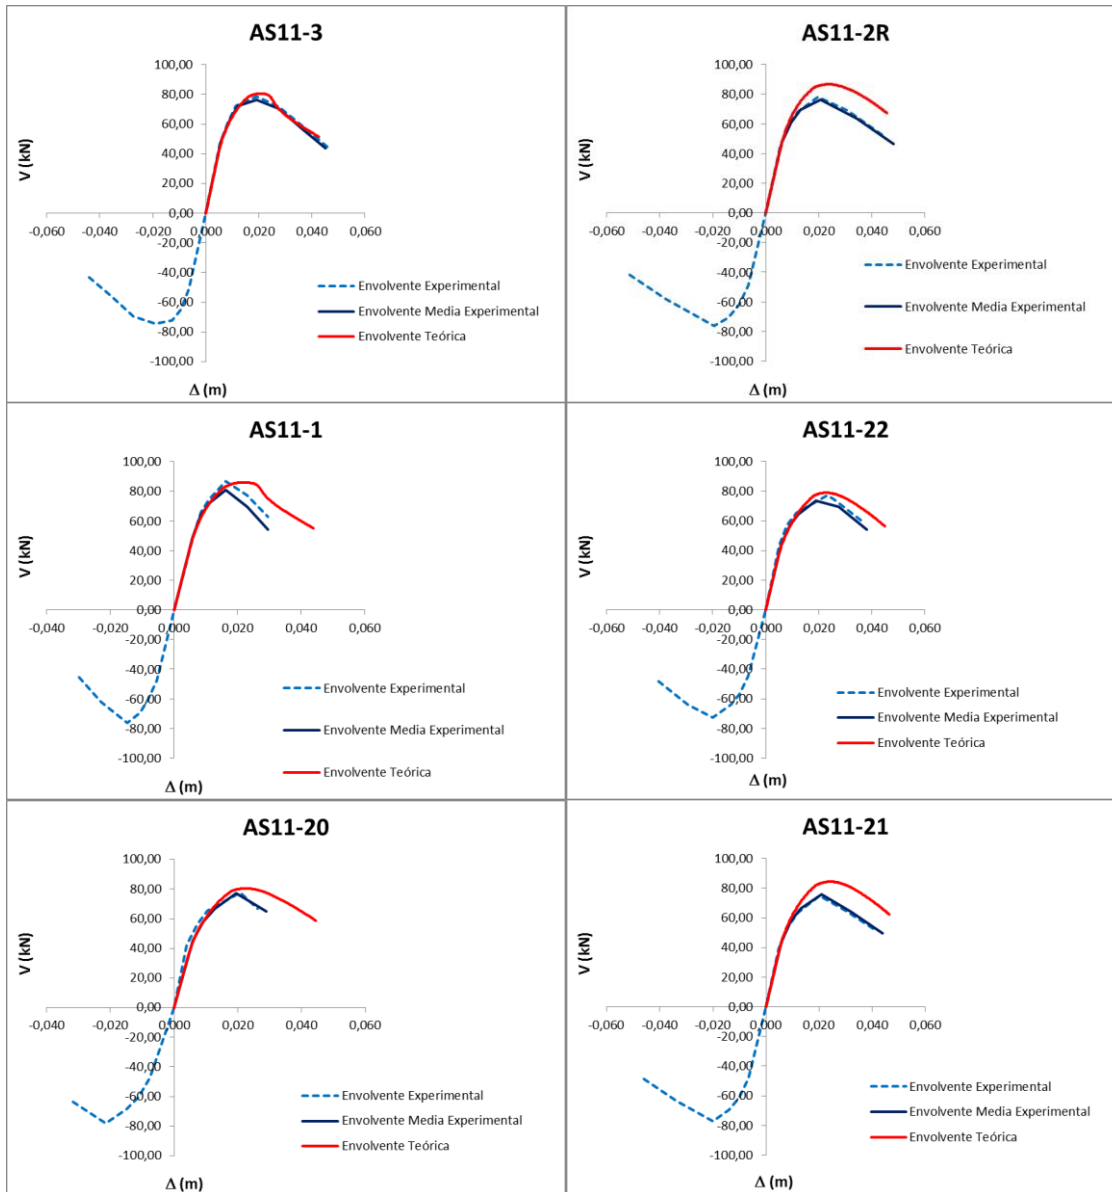 AS11-3
V (kN)
100,00
80,00
60,00
40,00
20,00
0,00
-0,060 -0,040 -0,020 0,000 0,020 0,040 0,060
-20,00
-40,00
-60,00
-80,00
-100,00
Envolvente Experimental
Envolvente Media Experimental
Envolvente Teórica
Δ (m)
AS11-2R
V (kN)
100,00
80,00
60,00
40,00
20,00
0,00
-0,060 -0,040 -0,020 0,000 0,020 0,040 0,060
-20,00
-40,00
-60,00
-80,00
-100,00
Envolvente Experimental
Envolvente Media Experimental
Envolvente Teórica
Δ (m)
AS11-1
V (kN)
100,00
80,00
60,00
40,00
20,00
0,00
-0,040 -0,020 0,000 0,020 0,040 0,060
-20,00
-40,00
-60,00
-80,00
-100,00
Envolvente Experimental
Envolvente Media Experimental
Envolvente Teórica
Δ (m)
AS11-22
V (kN)
100,00
80,00
60,00
40,00
20,00
0,00
-0,060 -0,040 -0,020 0,000 0,020 0,040 0,060
-20,00
-40,00
-60,00
-80,00
-100,00
Envolvente Experimental
Envolvente Media Experimental
Envolvente Teórica
Δ (m)
AS11-20
V (kN)
100,00
80,00
60,00
40,00
20,00
0,00
-0,040 -0,020 0,000 0,020 0,040 0,060
-20,00
-40,00
-60,00
-80,00
-100,00
Envolvente Experimental
Envolvente Media Experimental
Envolvente Teórica
Δ (m)
AS11-21
V (kN)
100,00
80,00
60,00
40,00
20,00
0,00
-0,060 -0,040 -0,020 0,000 0,020 0,040 0,060
-20,00
-40,00
-60,00
-80,00
-100,00
Envolvente Experimental
Envolvente Media Experimental
Envolvente Teórica
Δ (m)